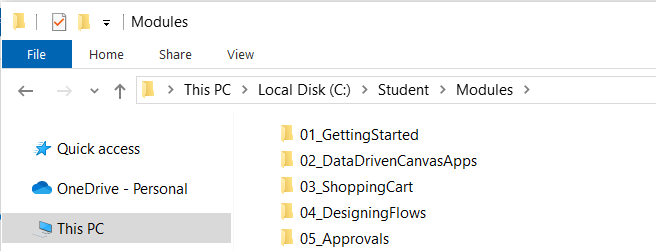 Modules
File Home Share View
This PC Local Disk (C:) Student Modules
Quick access
OneDrive - Personal
This PC
01_GettingStarted
02_DataDrivenCanvasApps
03_ShoppingCart
04_DesigningFlows
05_Approvals